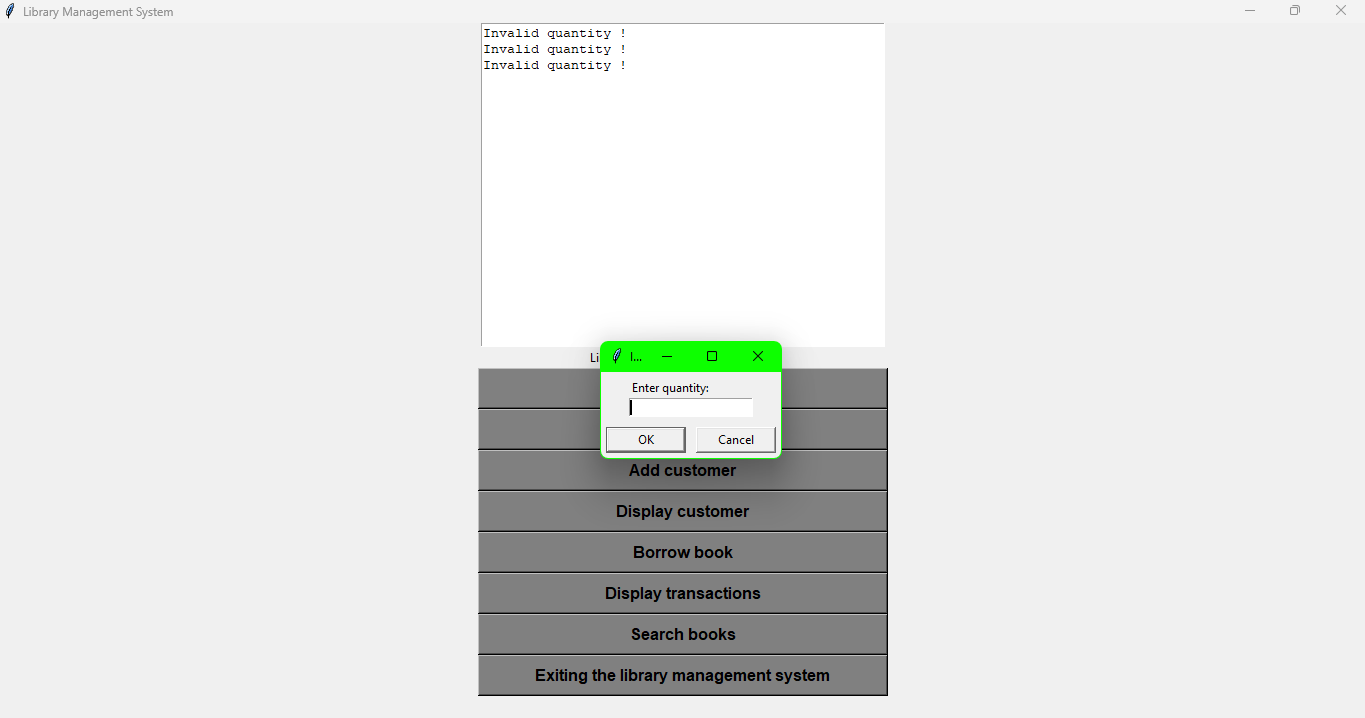 Library Management System
Invalid quantity !
Invalid quantity !
Invalid quantity !
Enter quantity:
OK
Cancel
Add customer
Display customer
Borrow book
Display transactions
Search books
Exiting the library management system